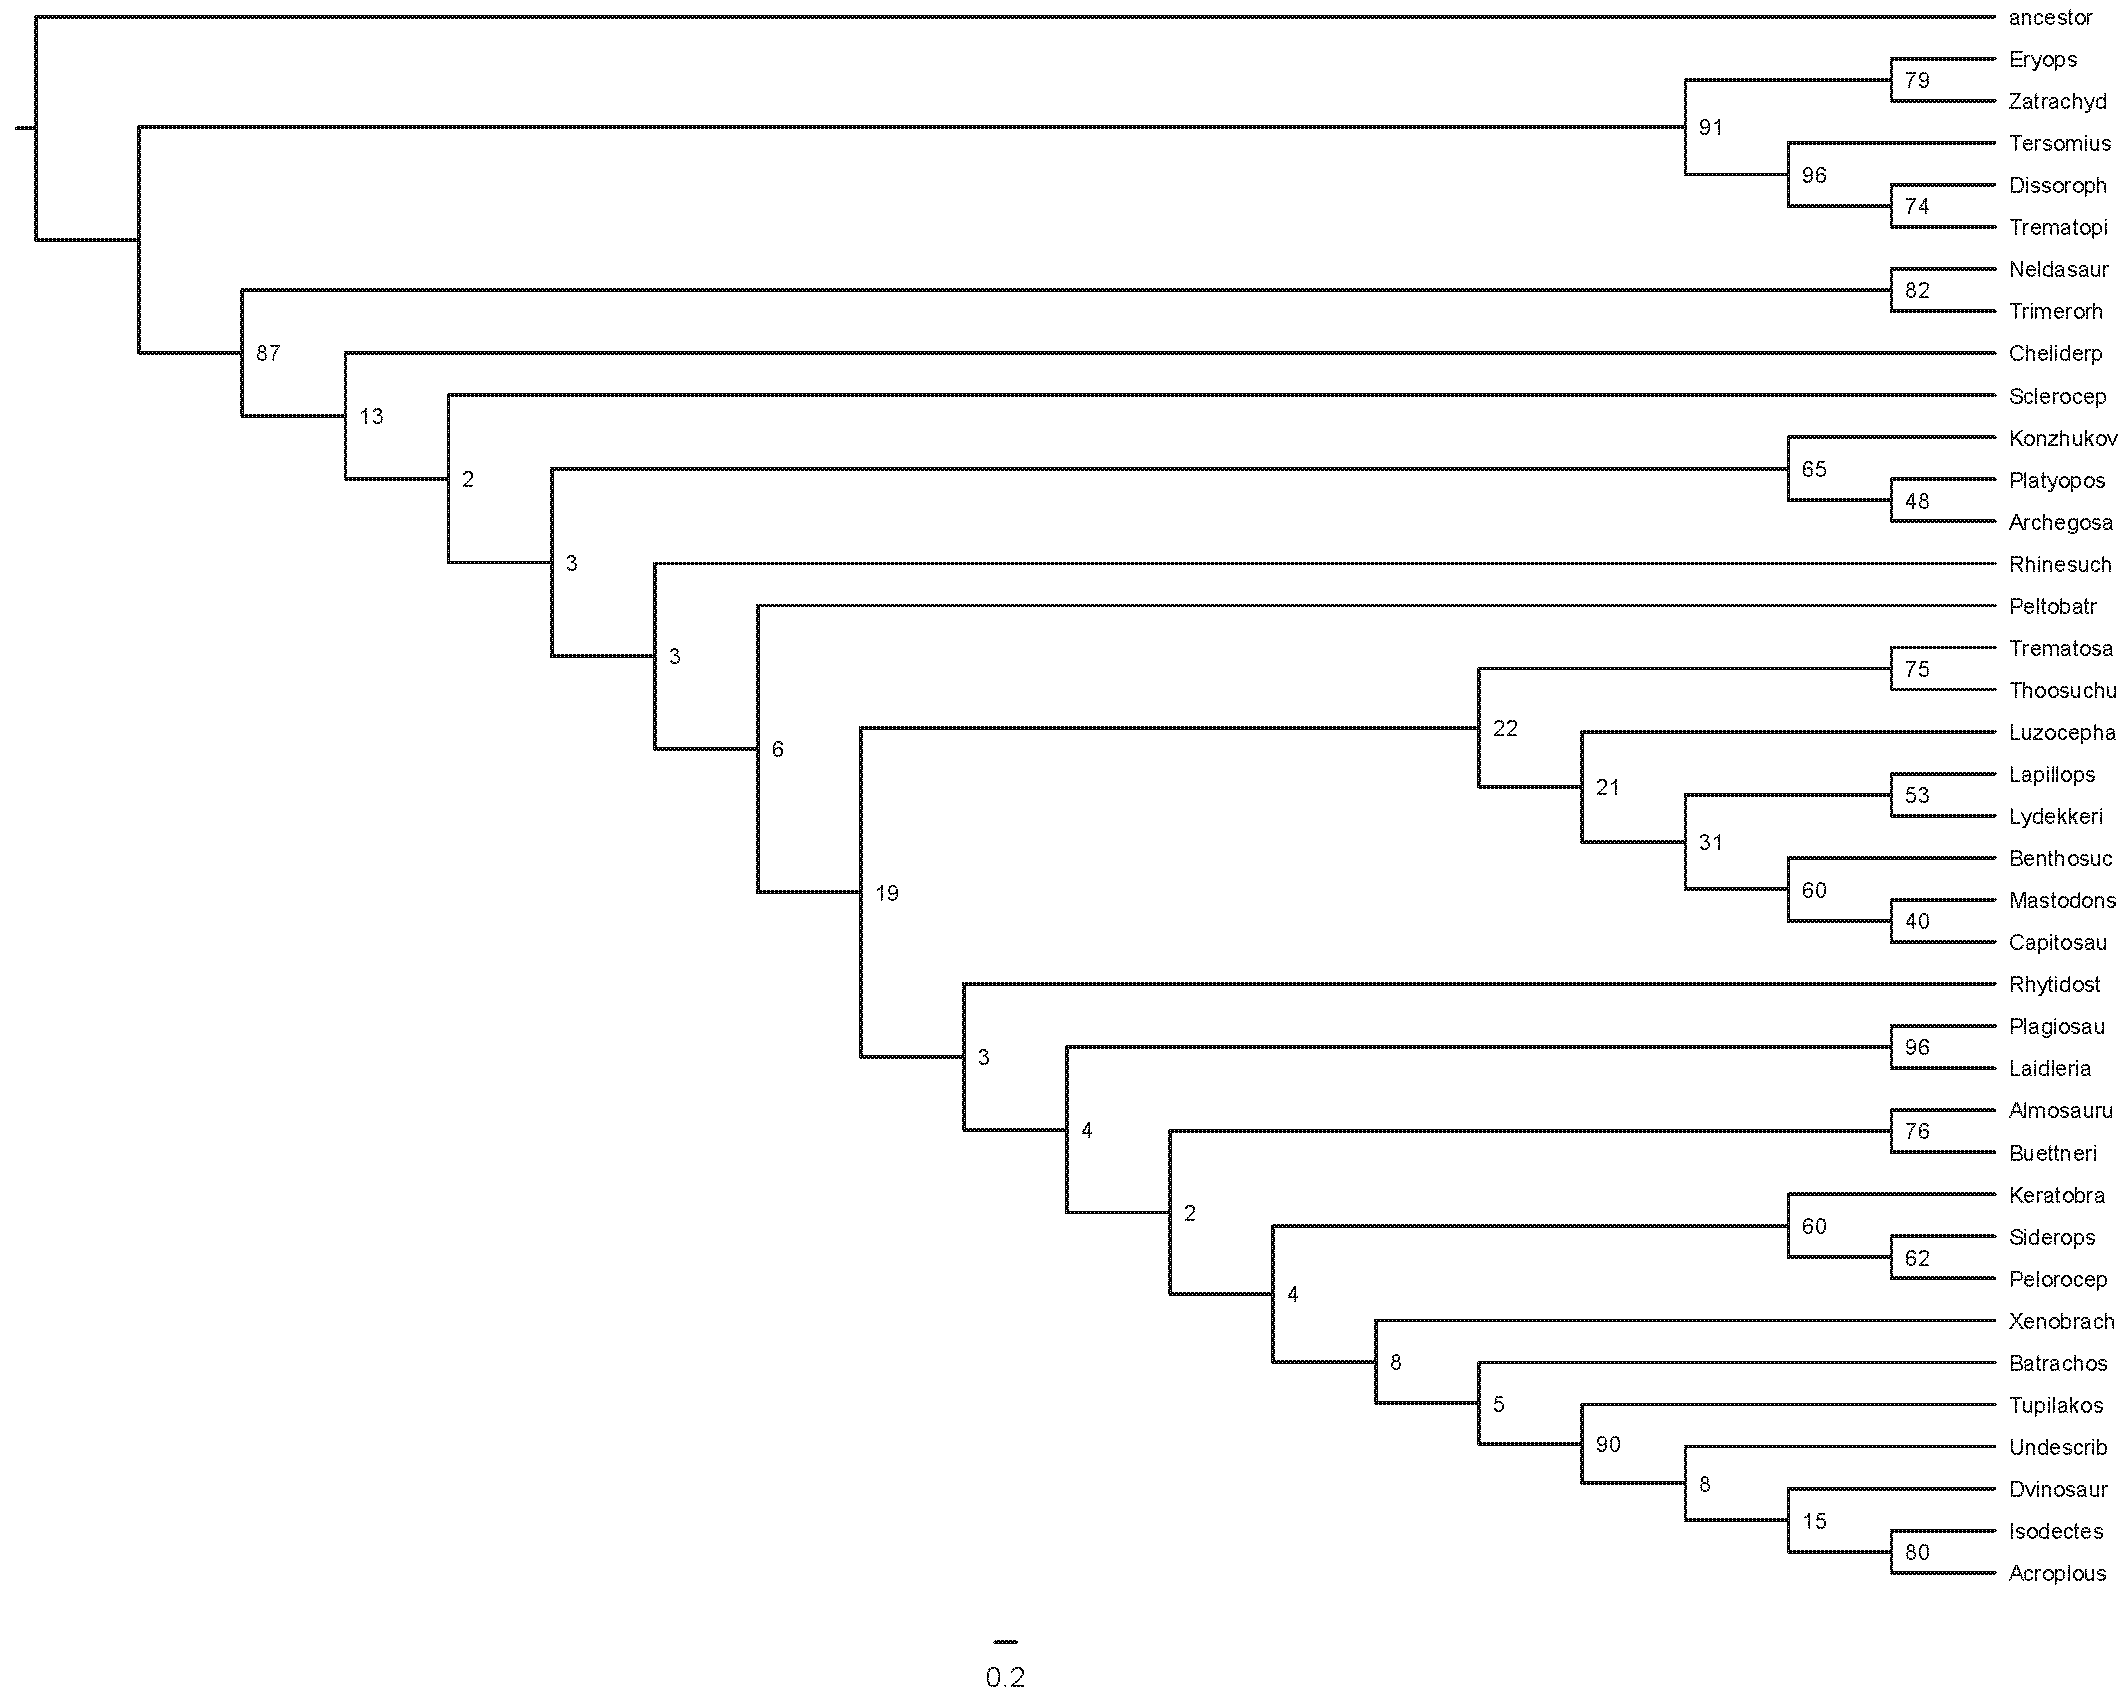 ancestor
Eryops
79
Zatrachyd
91
Tersomius
96
Dissoroph
74
Trematopi
Neldasaur
82
Trimerorh
87
Cheliderp
13
Sclerocep
2
Konzhukov
65
Platyopos
48
Archegosa
3
Rhinesuch
Peltobatr
3
Trematosa
75
Thoosuchu
22
Luzocepha
6
Lapillops
21
53
Lydekkeri
31
Benthosuc
60
19
Mastodons
40
Capitosau
Rhytidost
Plagiosau
96
3
Laidleria
Almosauru
4
76
Buettneri
Keratobra
2
60
Siderops
62
Pelorocep
4
Xenobrach
8
Batrachos
5
Tupilakos
90
Undescrib
8
Dvinosaur
15
Isodectes
80
Acroplous
0.2